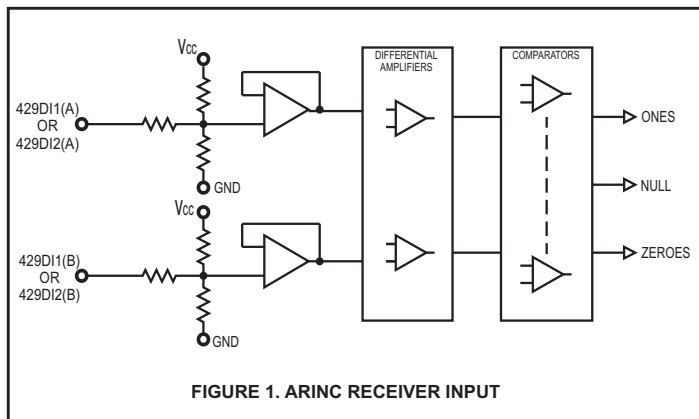 VCC
DIFFERENTIAL
AMPLIFIERS
COMPARATORS
429DI1(A)
OR
429DI2(A)
ONES
GND
NULL
VCC
429DI1(B)
OR
429DI2(B)
ZEROES
GND
FIGURE 1. ARINC RECEIVER INPUT